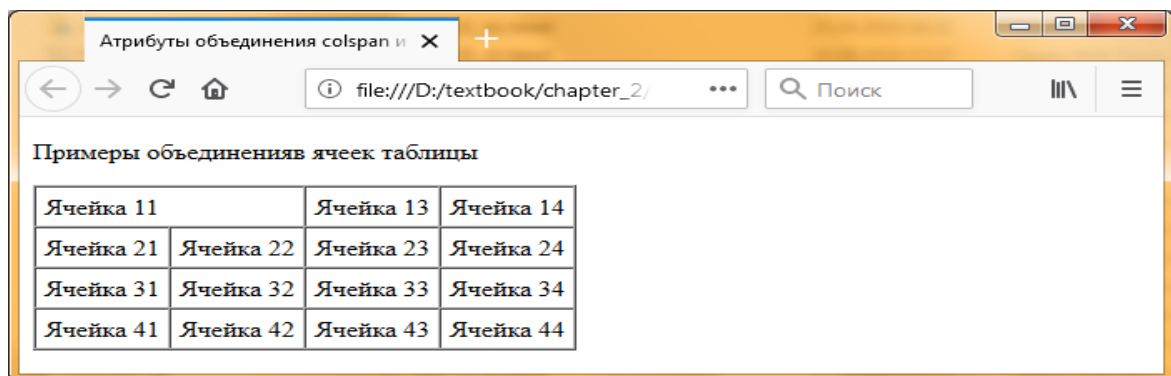 Атрибуты объединения colspan и
file:///D:/textbook/chapter_2/
Поиск
Примеры объединенияв ячеек таблицы
Ячейка 11 Ячейка 13 Ячейка 14
Ячейка 21 Ячейка 22 Ячейка 23 Ячейка 24
Ячейка 31 Ячейка 32 Ячейка 33 Ячейка 34
Ячейка 41 Ячейка 42 Ячейка 43 Ячейка 44